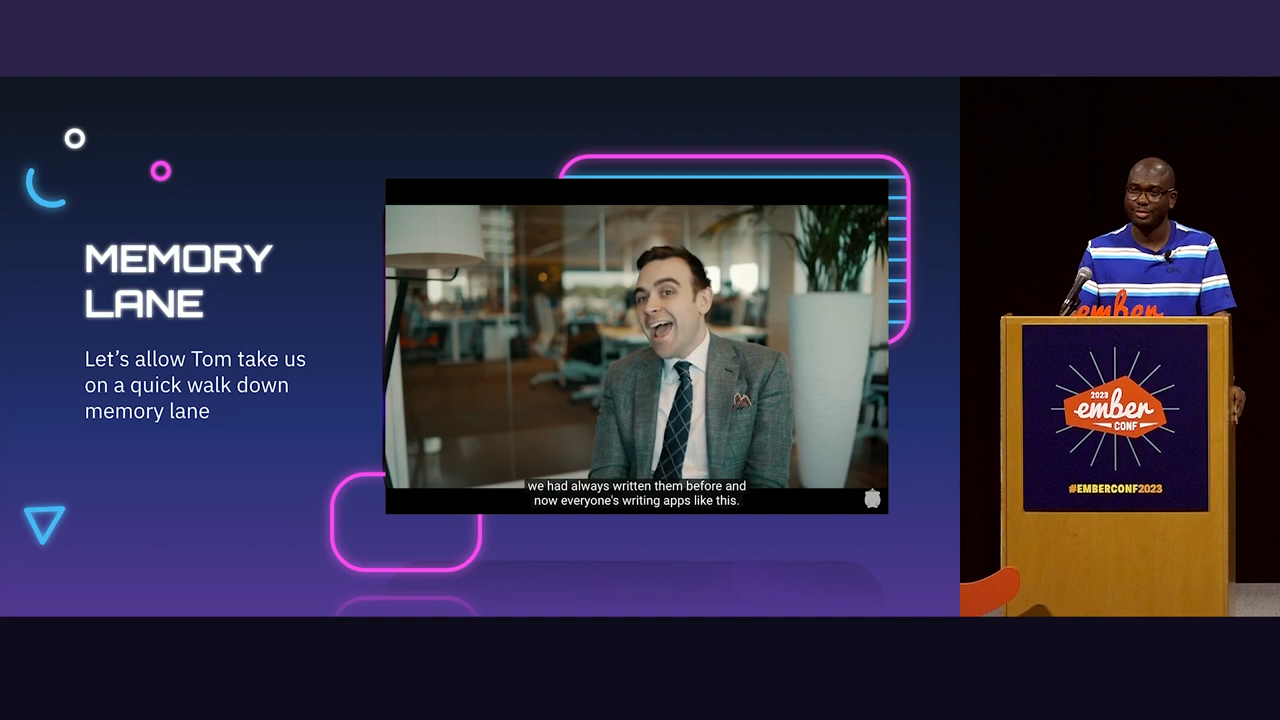 MEMORY
LANE
Let’s allow Tom take us
on a quick walk down
memory lane
we had always written them before and
now everyone's writing apps like this.
ember
2023
ember
CONF
#EMBERCONF2023